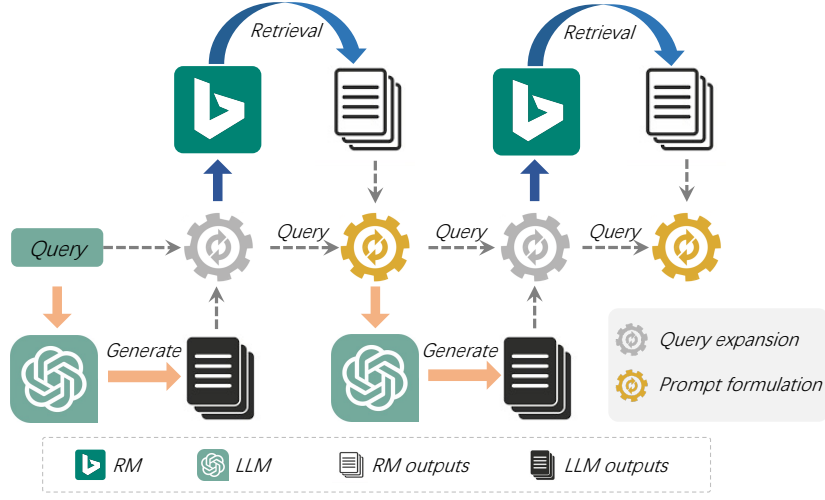 Retrieval
Retrieval
Query
Query
Query
Query
Generate
Generate
Query expansion
Prompt formulation
RM
LLM
RM outputs
LLM outputs